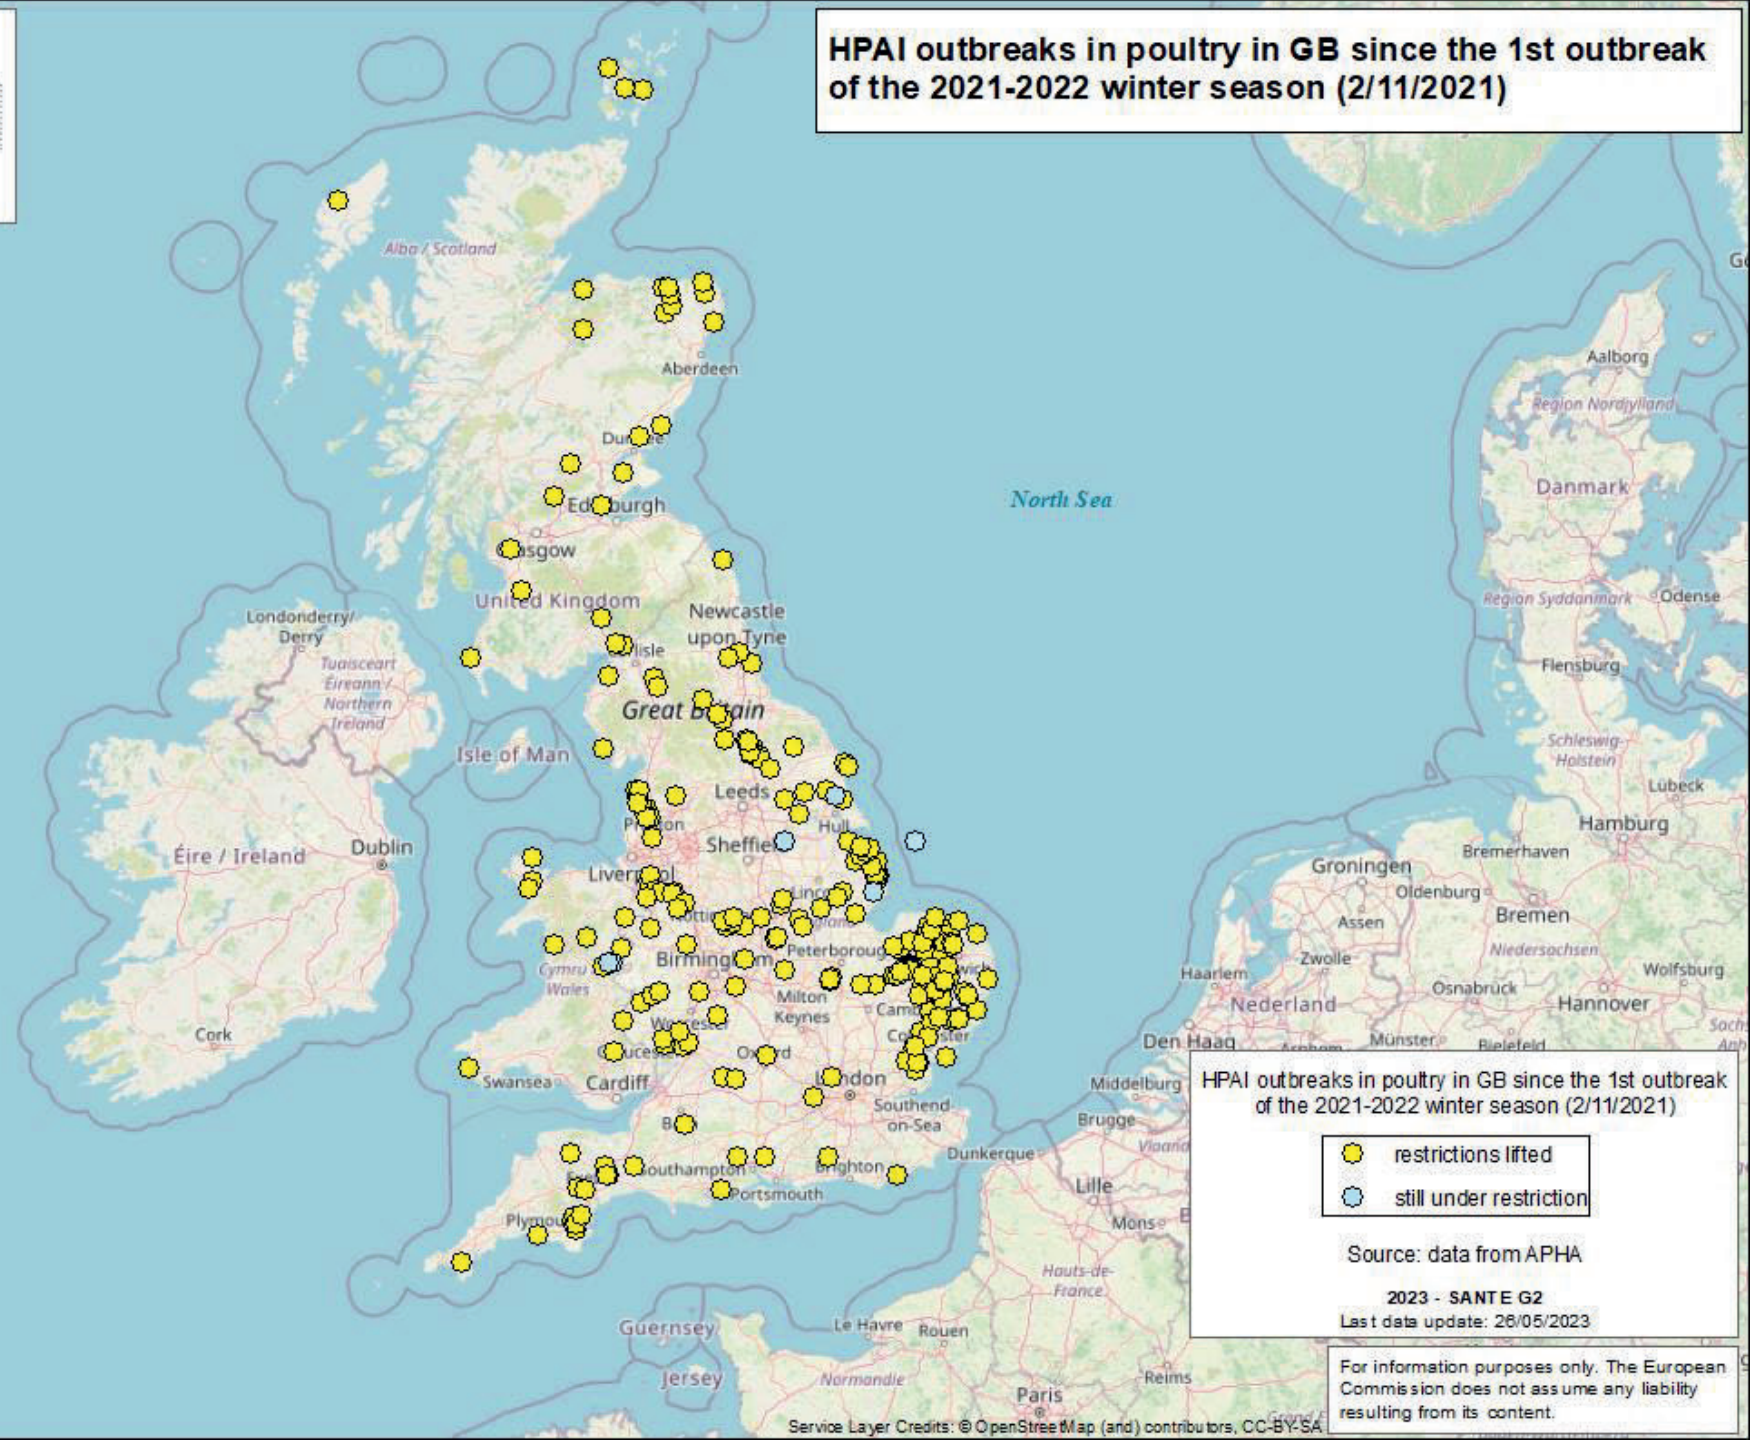 HPAI outbreaks in poultry in GB since the 1st outbreak
of the 2021-2022 winter season (2/11/2021)
Alba / Scotland
Aberdeen
Aalborg
Region Nordjylland
Danmark
North Sea
Glasgow
United Kingdom
Londonderry/
Derry
Newcastle
upon Tyne
Region Syddanmark
Odense
Tuaisceart
Éireann /
Northern
Ireland
Flensburg
Great Britain
Isle of Man
Schleswig-
Holstein
Lübeck
Leeds
Hull
Hamburg
Sheffiel
Dublin
Éire / Ireland
Bremerhaven
Groningen
Oldenburg
Liverpool
Bremen
Assen
Peterboroug
Niedersachsen
Birmingham
Zwolle
Haarlem
Wolfsburg
Cymru
Wales
Milton
Keynes
Osnabrück
Nederland
Hannover
Cork
Worcester
Den Haag
Arnhem
Münster
Bielefeld
Oxford
Swansea
Cardiff
London
Middelburg
Southend
-on-Sea
Brugge
Dunkerque
Southampton
Brighton
Portsmouth
Lille
Mons
Plymou
Hauts-de-
France
Guernsey
Le Havre
Rouen
Jersey
Normandie
Reims
Paris
HPAI outbreaks in poultry in GB since the 1st outbreak
of the 2021-2022 winter season (2/11/2021)
restrictions lifted
still under restriction
Source: data from APHA
2023 - SANTE G2
Last data update: 26/05/2023
For information purposes only. The European
Commission does not assume any liability
resulting from its content.
Service Layer Credits: © OpenStreetMap (and) contributors, CC-BY-SA